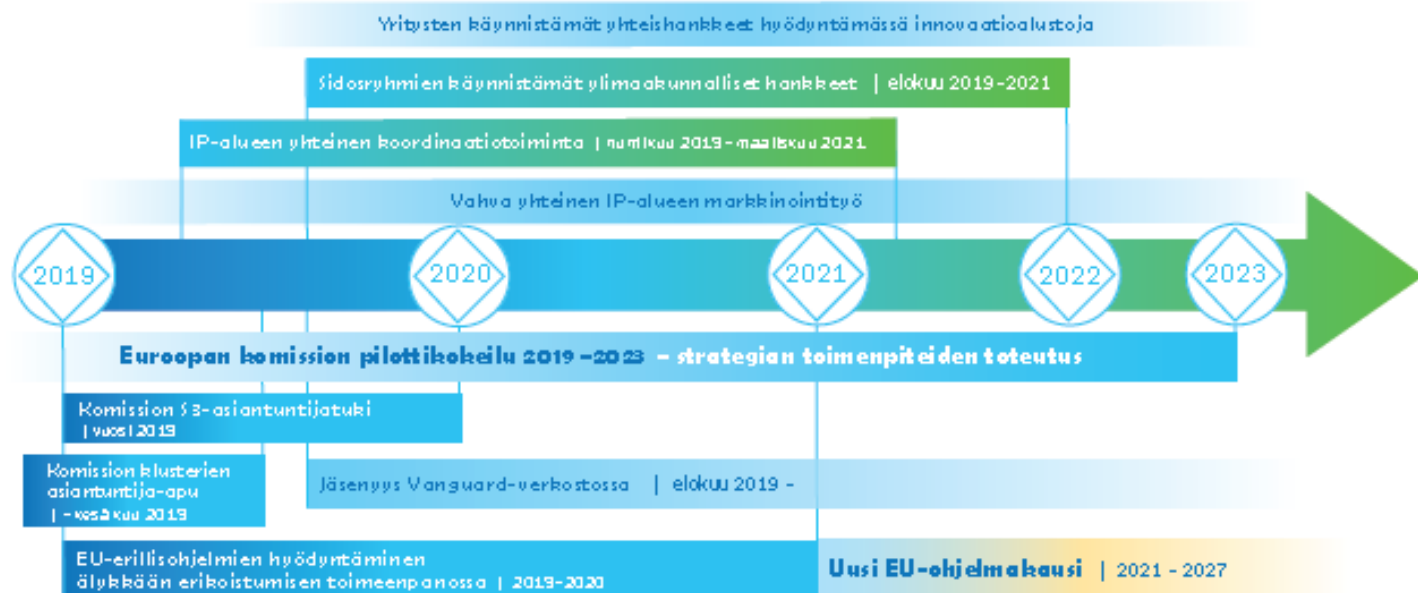 Yritysten käynnistämät yhteishankkeet hyödyntämässä innovaatioalustoja
Sidosryhmien käynnistämät ylimaakunnalliset hankkeet | elokuu 2019-2021
IP-alueen yhteinen koordinaatiotoiminta | huhtikuu 2019 - maaliskuu 2021
Vahva yhteinen IP-alueen markkinointityö
2019
2020
2021
2022
2023
Euroopan komission pilottikokeilu 2019 -2023 - strategian toimenpiteiden toteutus
Komission S3-asiantuntijatuki
| vuosi 2019
Komission klusterien
asiantuntija-apu
| - kesäkuu 2019
Jäsenyys Vanguard-verkostossa | elokuu 2019 -
EU-erillisohjelmien hyödyntäminen
älykkään erikoistumisen toimeenpanossa | 2019-2020
Uusi EU-ohjelmakausi | 2021 - 2027